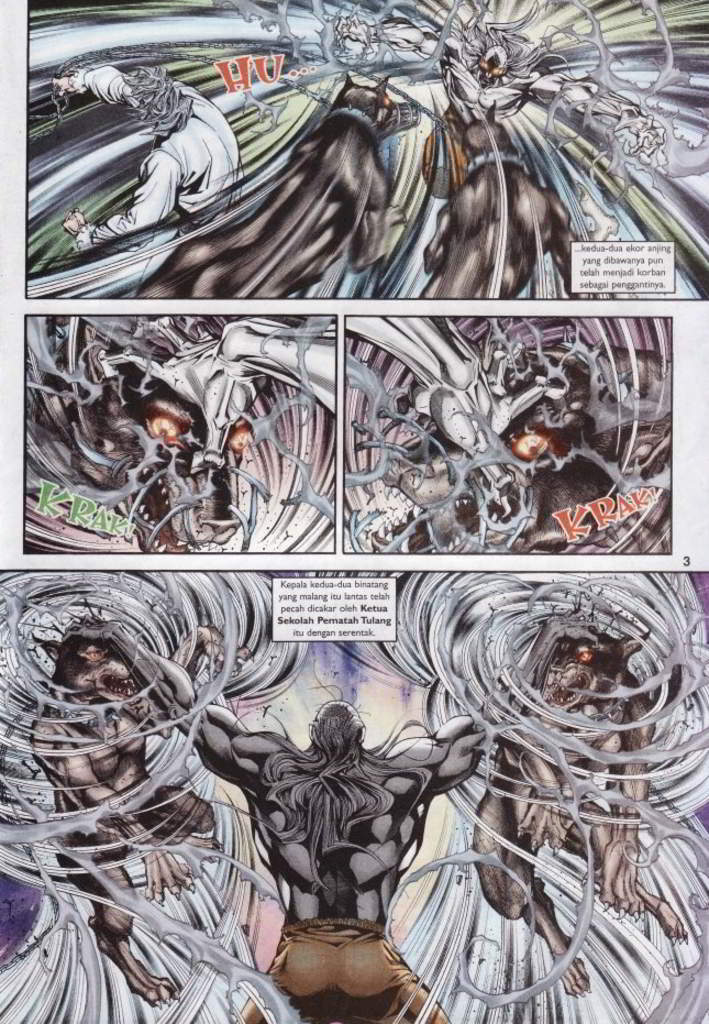 HU...
...kedua-dua ekor anjing
yang dibawanya pun
telah menjadi korban
sebagai penggantinya.
KRAK!
KRAK!
3
Kepala kedua-dua binatang
yang malang itu lantas telah
pecah dicakar oleh Ketua
Sekolah Pematah Tulang
itu dengan serentak.